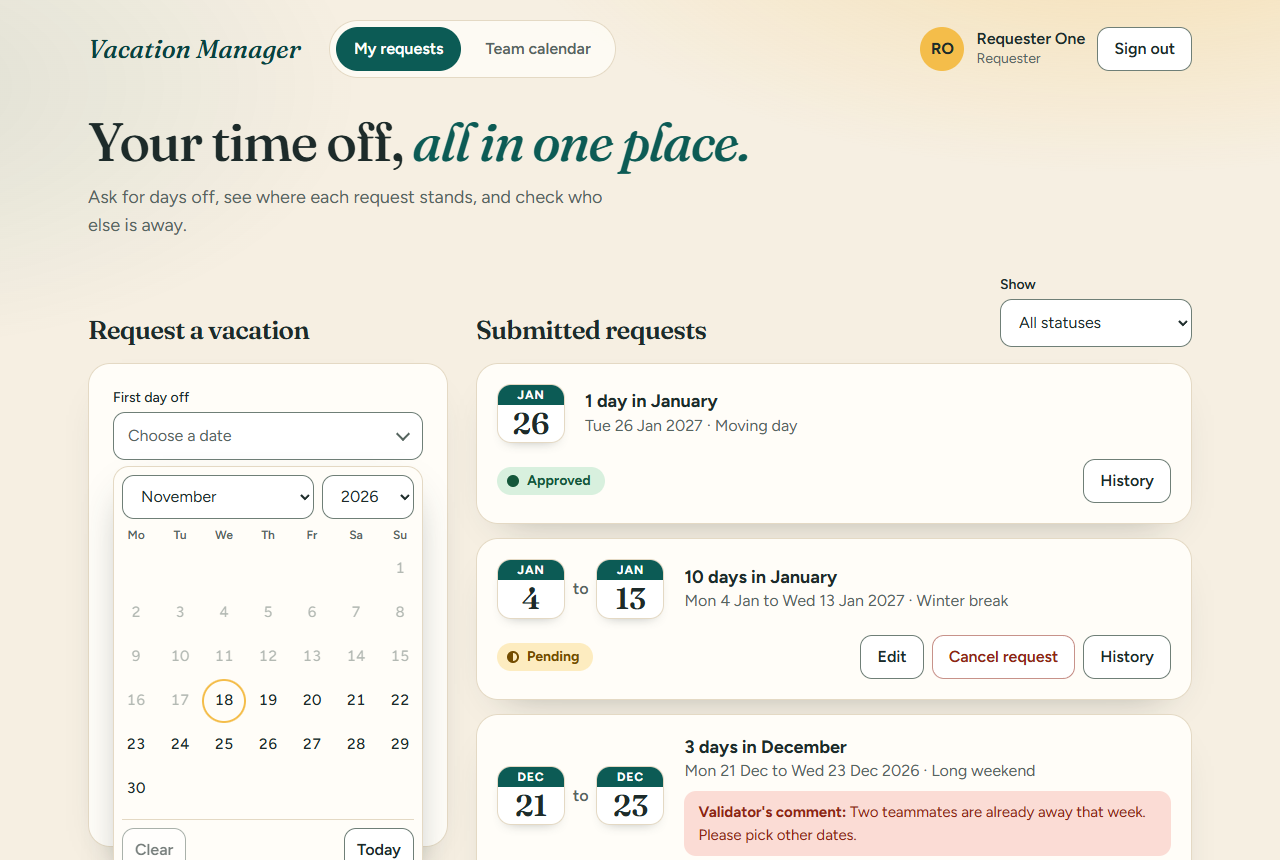 Vacation Manager
My requests
Team calendar
RO
Requester One
Requester
Sign out
Your time off, all in one place.
Ask for days off, see where each request stands, and check who
else is away.
Request a vacation
First day off
Choose a date
November
2026
Mo Tu We Th Fr Sa Su
1
2 3 4 5 6 7 8
9 10 11 12 13 14 15
16 17 18 19 20 21 22
23 24 25 26 27 28 29
30
Clear
Today
Submitted requests
Show
All statuses
JAN
26
1 day in January
Tue 26 Jan 2027 · Moving day
Approved
History
JAN
4
to
JAN
13
10 days in January
Mon 4 Jan to Wed 13 Jan 2027 · Winter break
Pending
Edit
Cancel request
History
DEC
21
to
DEC
23
3 days in December
Mon 21 Dec to Wed 23 Dec 2026 · Long weekend
Validator's comment: Two teammates are already away that week.
Please pick other dates.